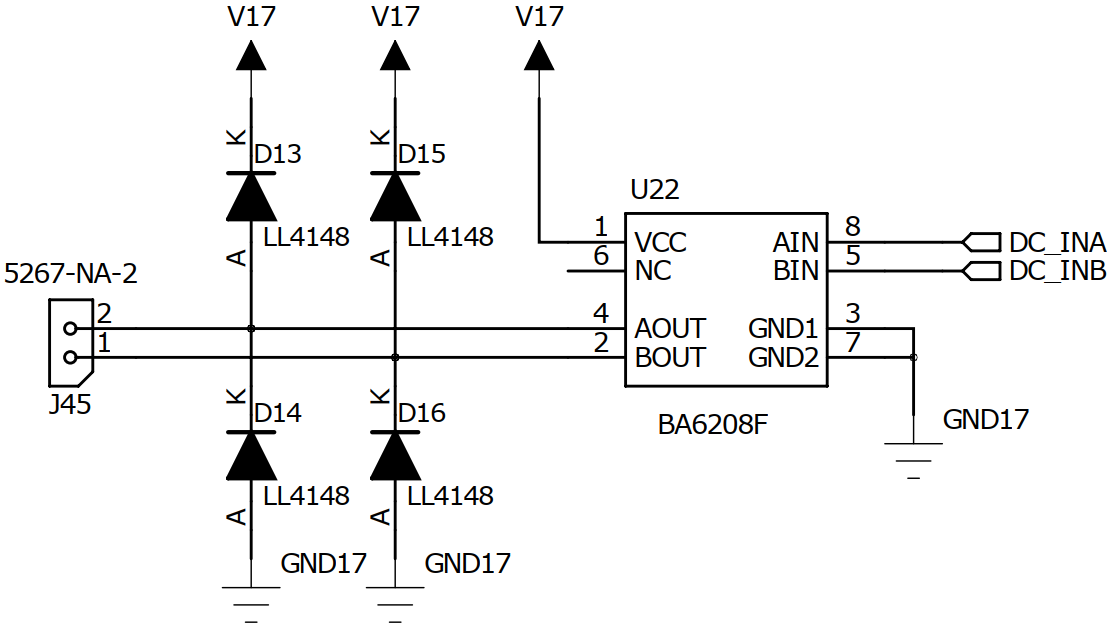 V17
V17
V17
K
D13
LL4148
A
K
D15
LL4148
A
5267-NA-2
2
1
J45
K
D14
LL4148
A
GND17
K
D16
LL4148
A
GND17
U22
1
VCC
AIN
8
DC_INA
6
NC
BIN
5
DC_INB
4
AOUT
GND1
3
2
BOUT
GND2
7
BA6208F
GND17